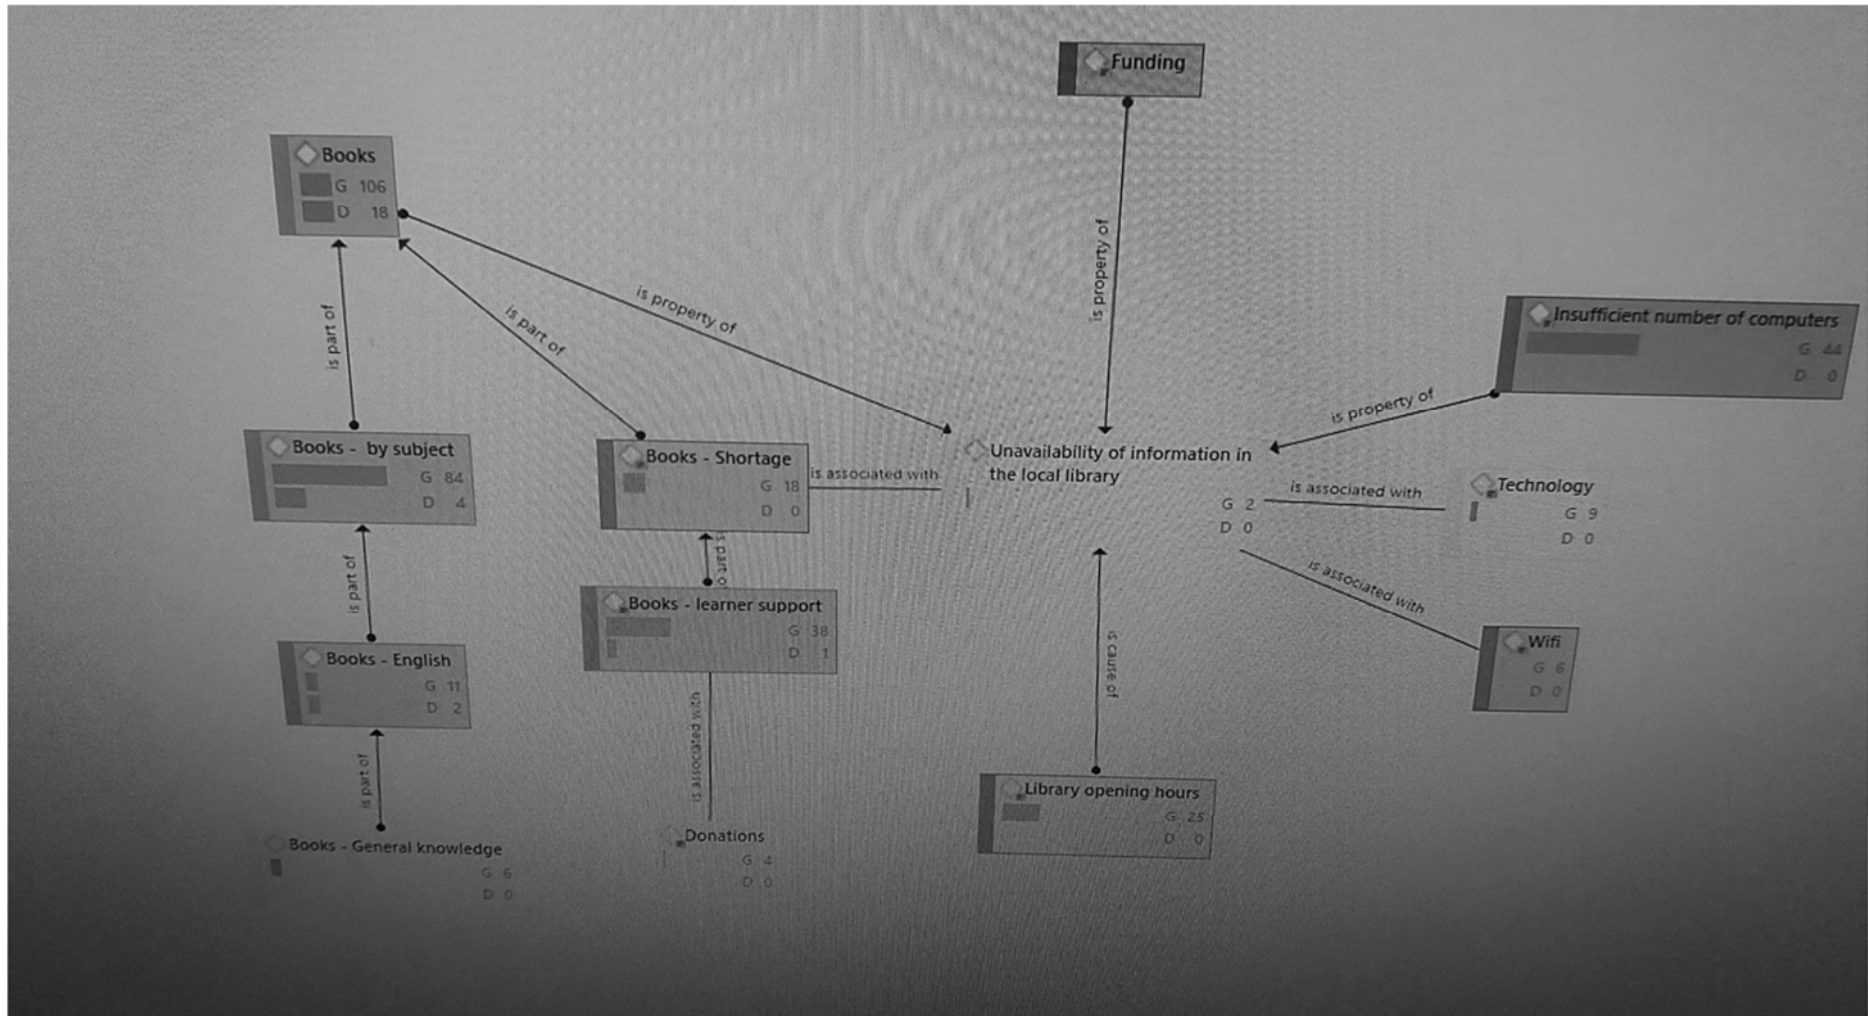 Funding
Books
G 106
D 18
is property of
is property of
is part of
is part of
Insufficient number of computers
G 44
D 0
is property of
Books - by subject
G 84
D 4
Books - Shortage
G 18
D 0
is associated with
Unavailability of information in
the local library
G 2
D 0
is associated with
Technology
G 9
D 0
is part of
is part of
Books - learner support
G 38
D 1
is associated with
Wifi
G 6
D 0
Books - English
G 11
D 2
is cause of
is associated with
is part of
Library opening hours
G 25
D 0
Books - General knowledge
G 6
D 0
Donations
G 4
D 0